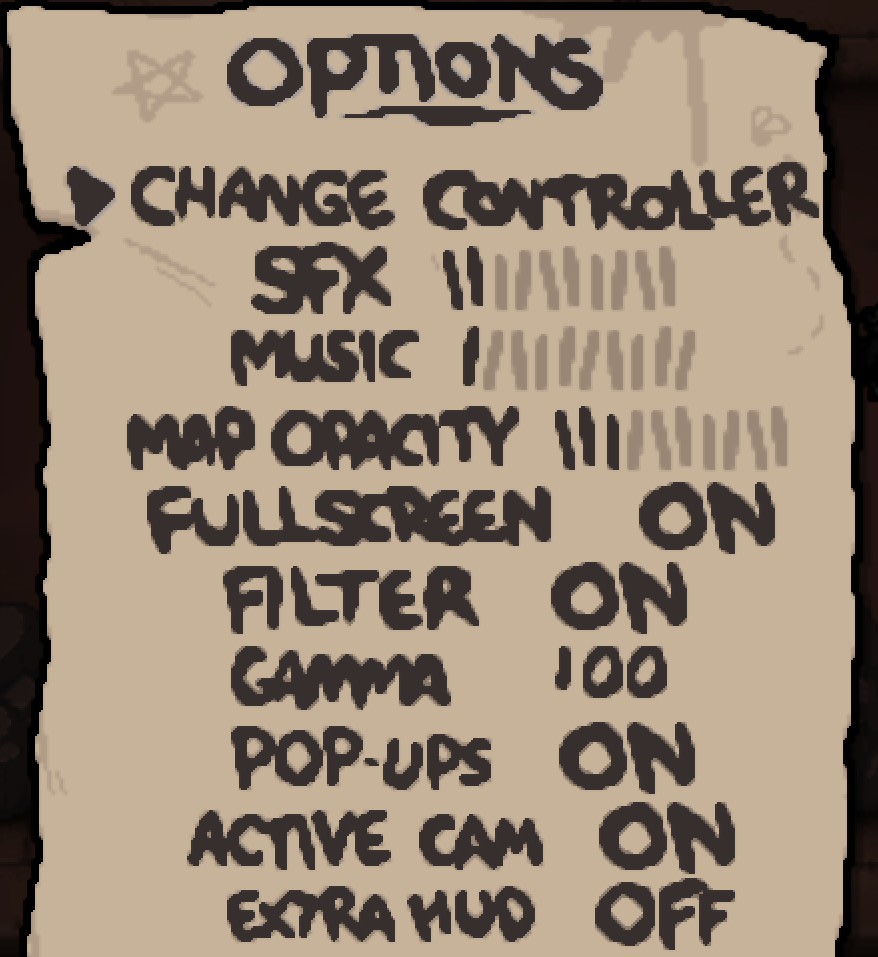 OPTIONS
CHANGE CONTROLLER
SFX
MUSIC
MAP OPACITY
FULLSCREEN ON
FILTER ON
GAMMA 100
POP-UPS ON
ACTIVE CAM ON
EXTRA HUD OFF